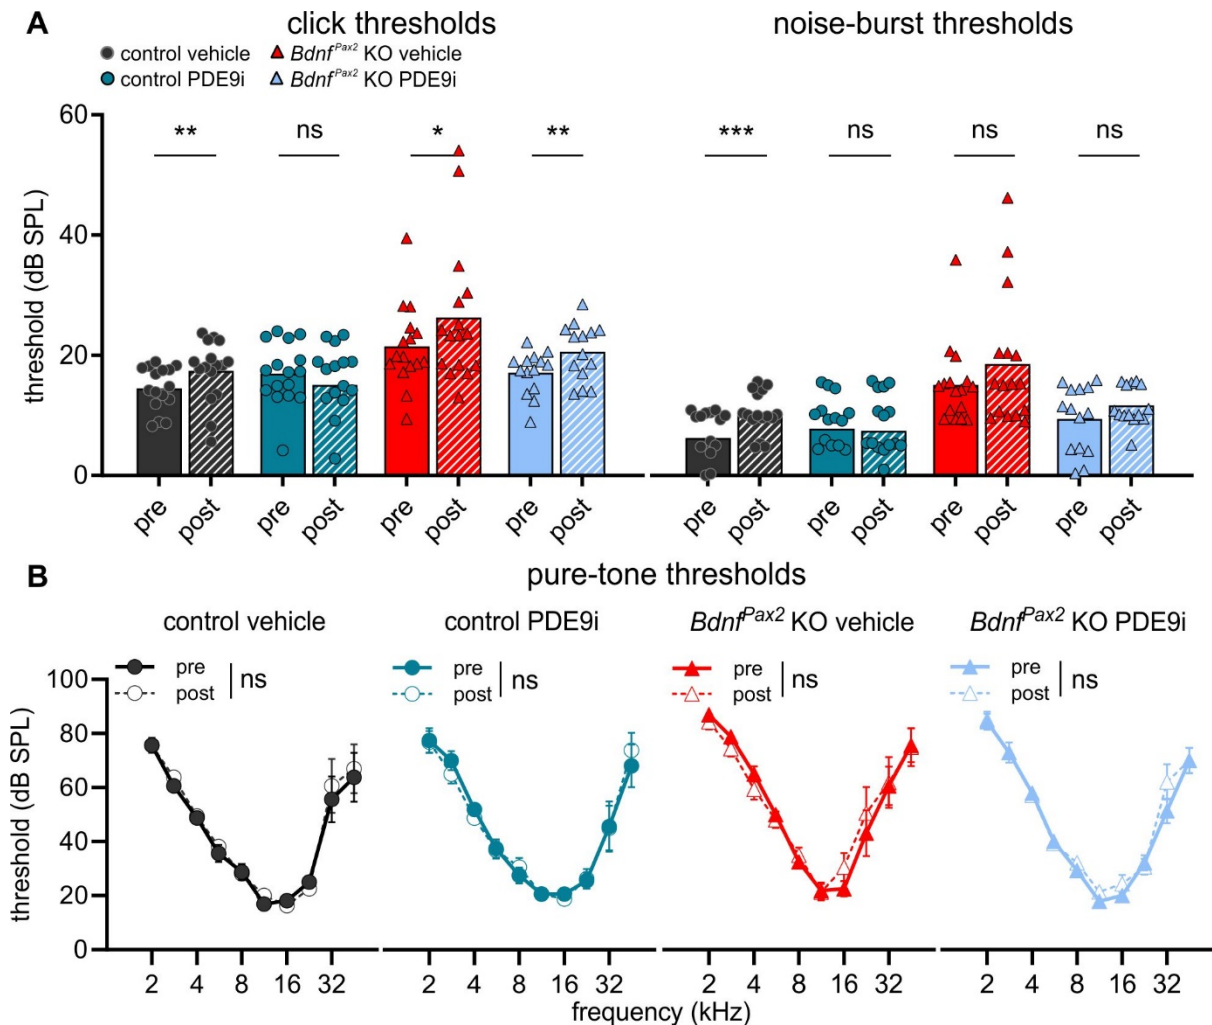 A
click thresholds
noise-burst thresholds
control vehicle
Bdnf^Pax2 KO vehicle
control PDE9i
Bdnf^Pax2 KO PDE9i
threshold (dB SPL)
60
40
20
0
**
ns
*
**
***
ns
ns
ns
pre
post
pre
post
pre
post
pre
post
pre
post
pre
post
pre
post
pre
post
B
pure-tone thresholds
control vehicle
control PDE9i
Bdnf^Pax2 KO vehicle
Bdnf^Pax2 KO PDE9i
pre
post
ns
pre
post
ns
pre
post
ns
pre
post
ns
threshold (dB SPL)
100
80
60
40
20
0
2 4 8 16 32
2 4 8 16 32
2 4 8 16 32
2 4 8 16 32
frequency (kHz)